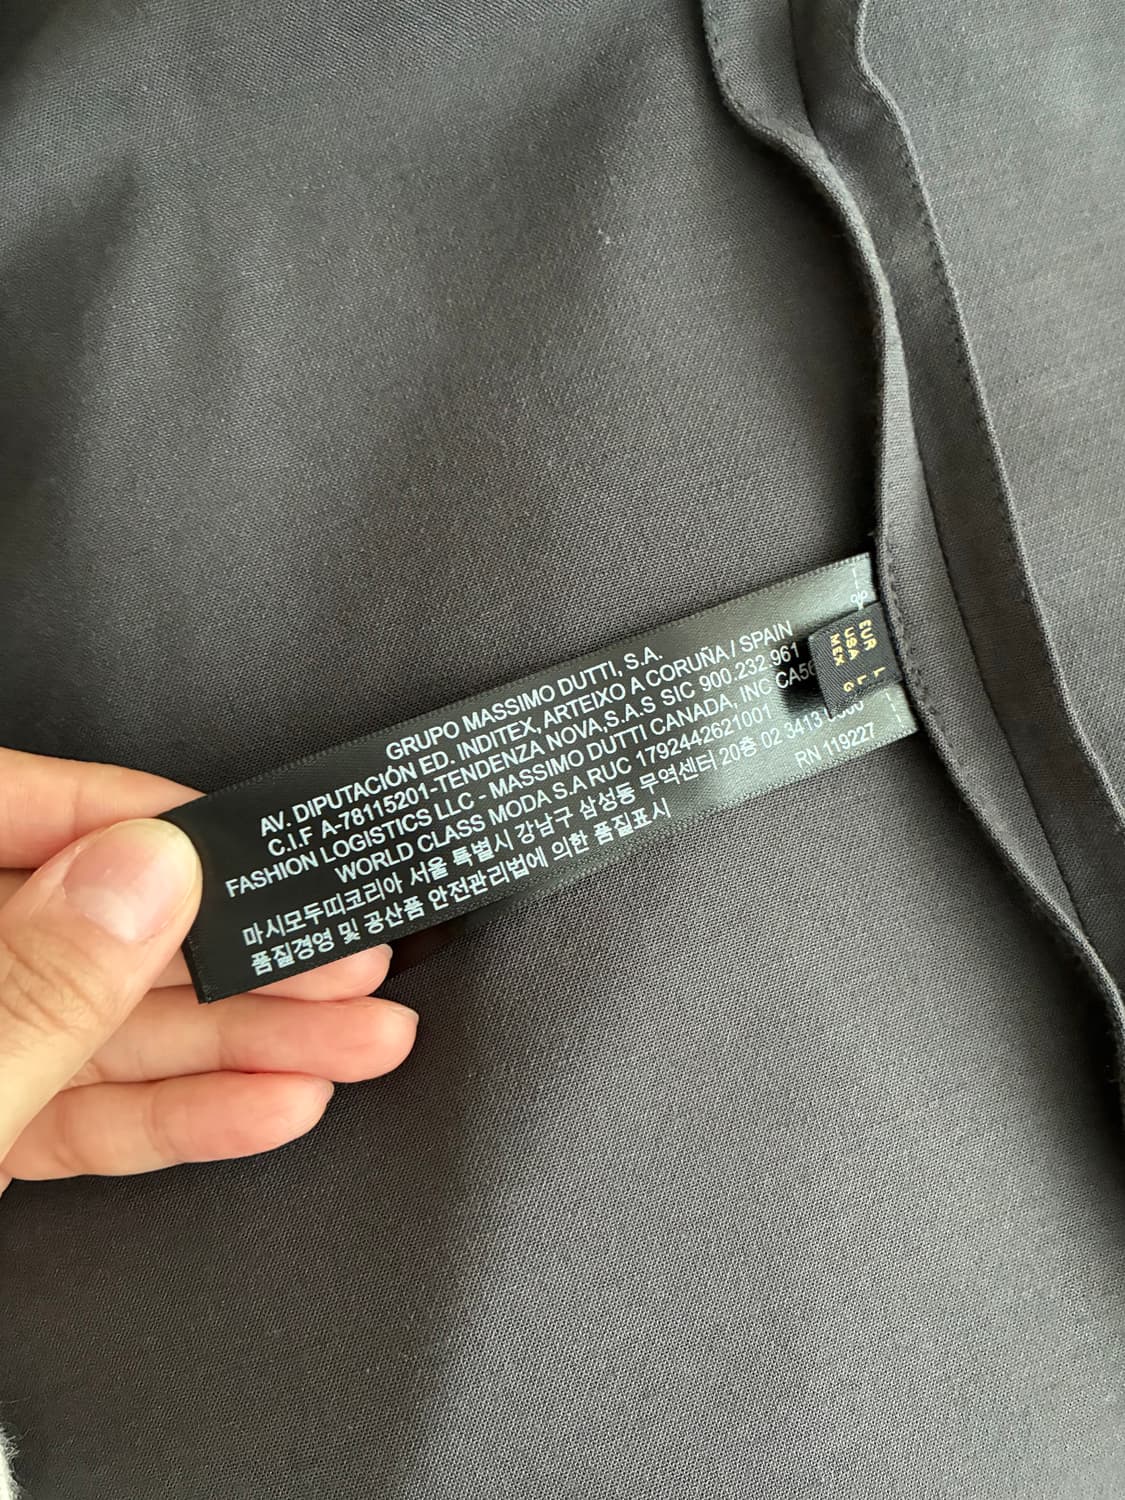 GRUPO MASSIMO DUTTI, S.A.
AV. DIPUTACIÓN ED. INDITEX, ARTEIXO A CORUÑA / SPAIN
C.I.F A-78115201-TENDENZA NOVA,S.A.S SIC 900.232.961
FASHION LOGISTICS LLC - MASSIMO DUTTI CANADA, INC
WORLD CLASS MODA S.A RUC 1792442621001
마시모두띠코리아 서울 특별시 강남구 삼성동 무역센터 20층 02 3413
품질경영 및 공산품 안전관리법에 의한 품질표시
RN 119227
EUR L
USA L
MEX G